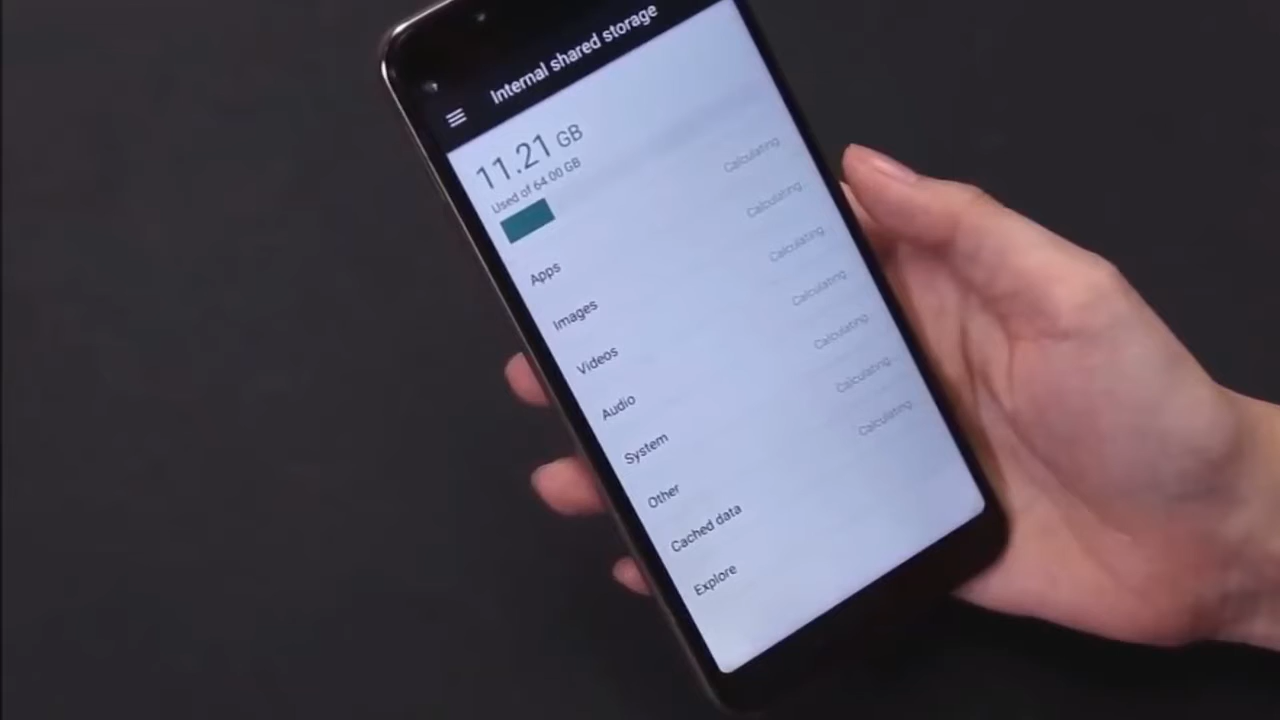 Internal shared storage
11.21 GB
Used of 64.00 GB
Apps Calculating...
Images Calculating...
Videos Calculating...
Audio Calculating...
System Calculating...
Other Calculating...
Cached data Calculating...
Explore